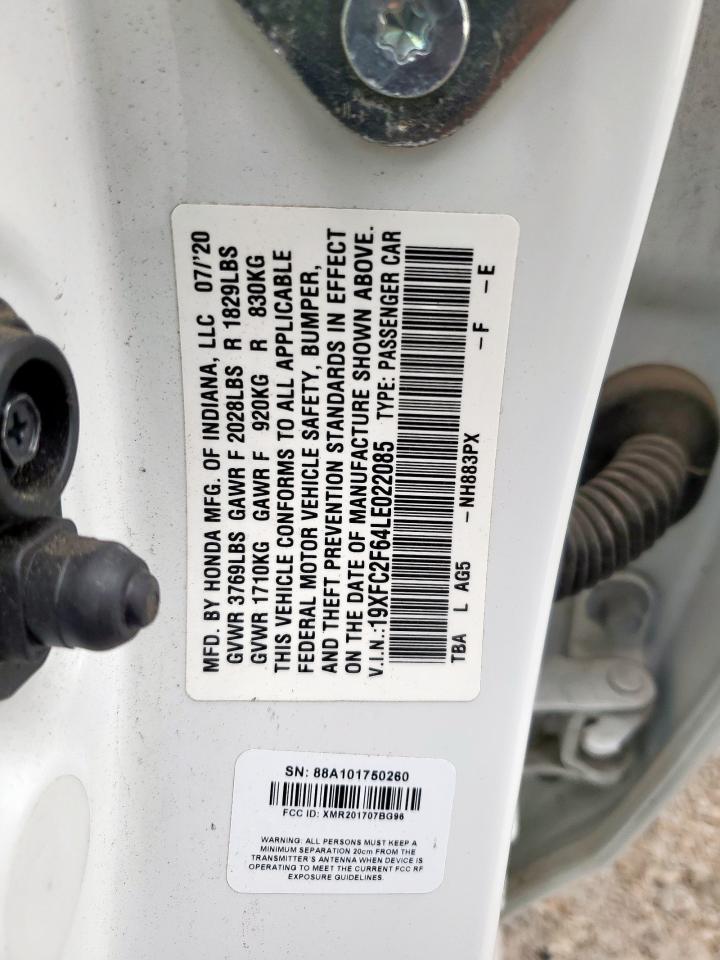 MFD. BY HONDA MFG. OF INDIANA, LLC 07/'20
GVWR 3769LBS GAWR F 2028LBS R 1829LBS
GVWR 1710KG GAWR F 920KG R 830KG
THIS VEHICLE CONFORMS TO ALL APPLICABLE
FEDERAL MOTOR VEHICLE SAFETY, BUMPER,
AND THEFT PREVENTION STANDARDS IN EFFECT
ON THE DATE OF MANUFACTURE SHOWN ABOVE.
V.I.N.:19XFC2F64LE022085 TYPE: PASSENGER CAR
TBA L AG5 -NH883PX -F -E
SN: 88A101750260
FCC ID: XMR201707BG96
WARNING: ALL PERSONS MUST KEEP A
MINIMUM SEPARATION 20cm FROM THE
TRANSMITTER'S ANTENNA WHEN DEVICE IS
OPERATING TO MEET THE CURRENT FCC RF
EXPOSURE GUIDELINES.